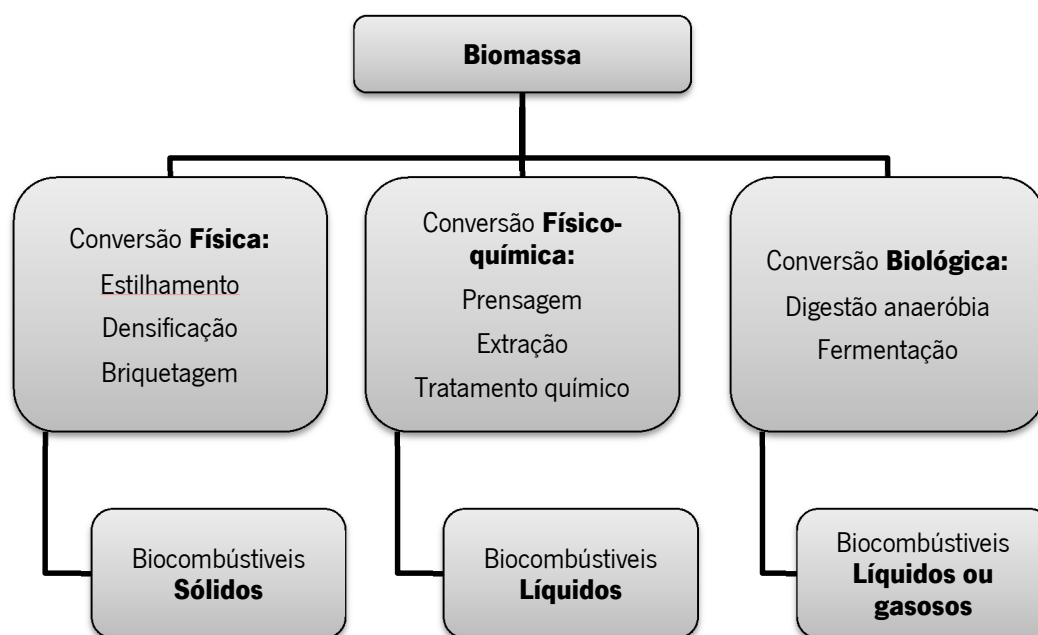 Biomassa
Conversão Física:
Estilhamento
Densificação
Briquetagem
Conversão Físico-
química:
Prensagem
Extração
Tratamento químico
Conversão Biológica:
Digestão anaeróbia
Fermentação
Biocombústiveis
Sólidos
Biocombústiveis
Líquidos
Biocombústiveis
Líquidos ou
gasosos